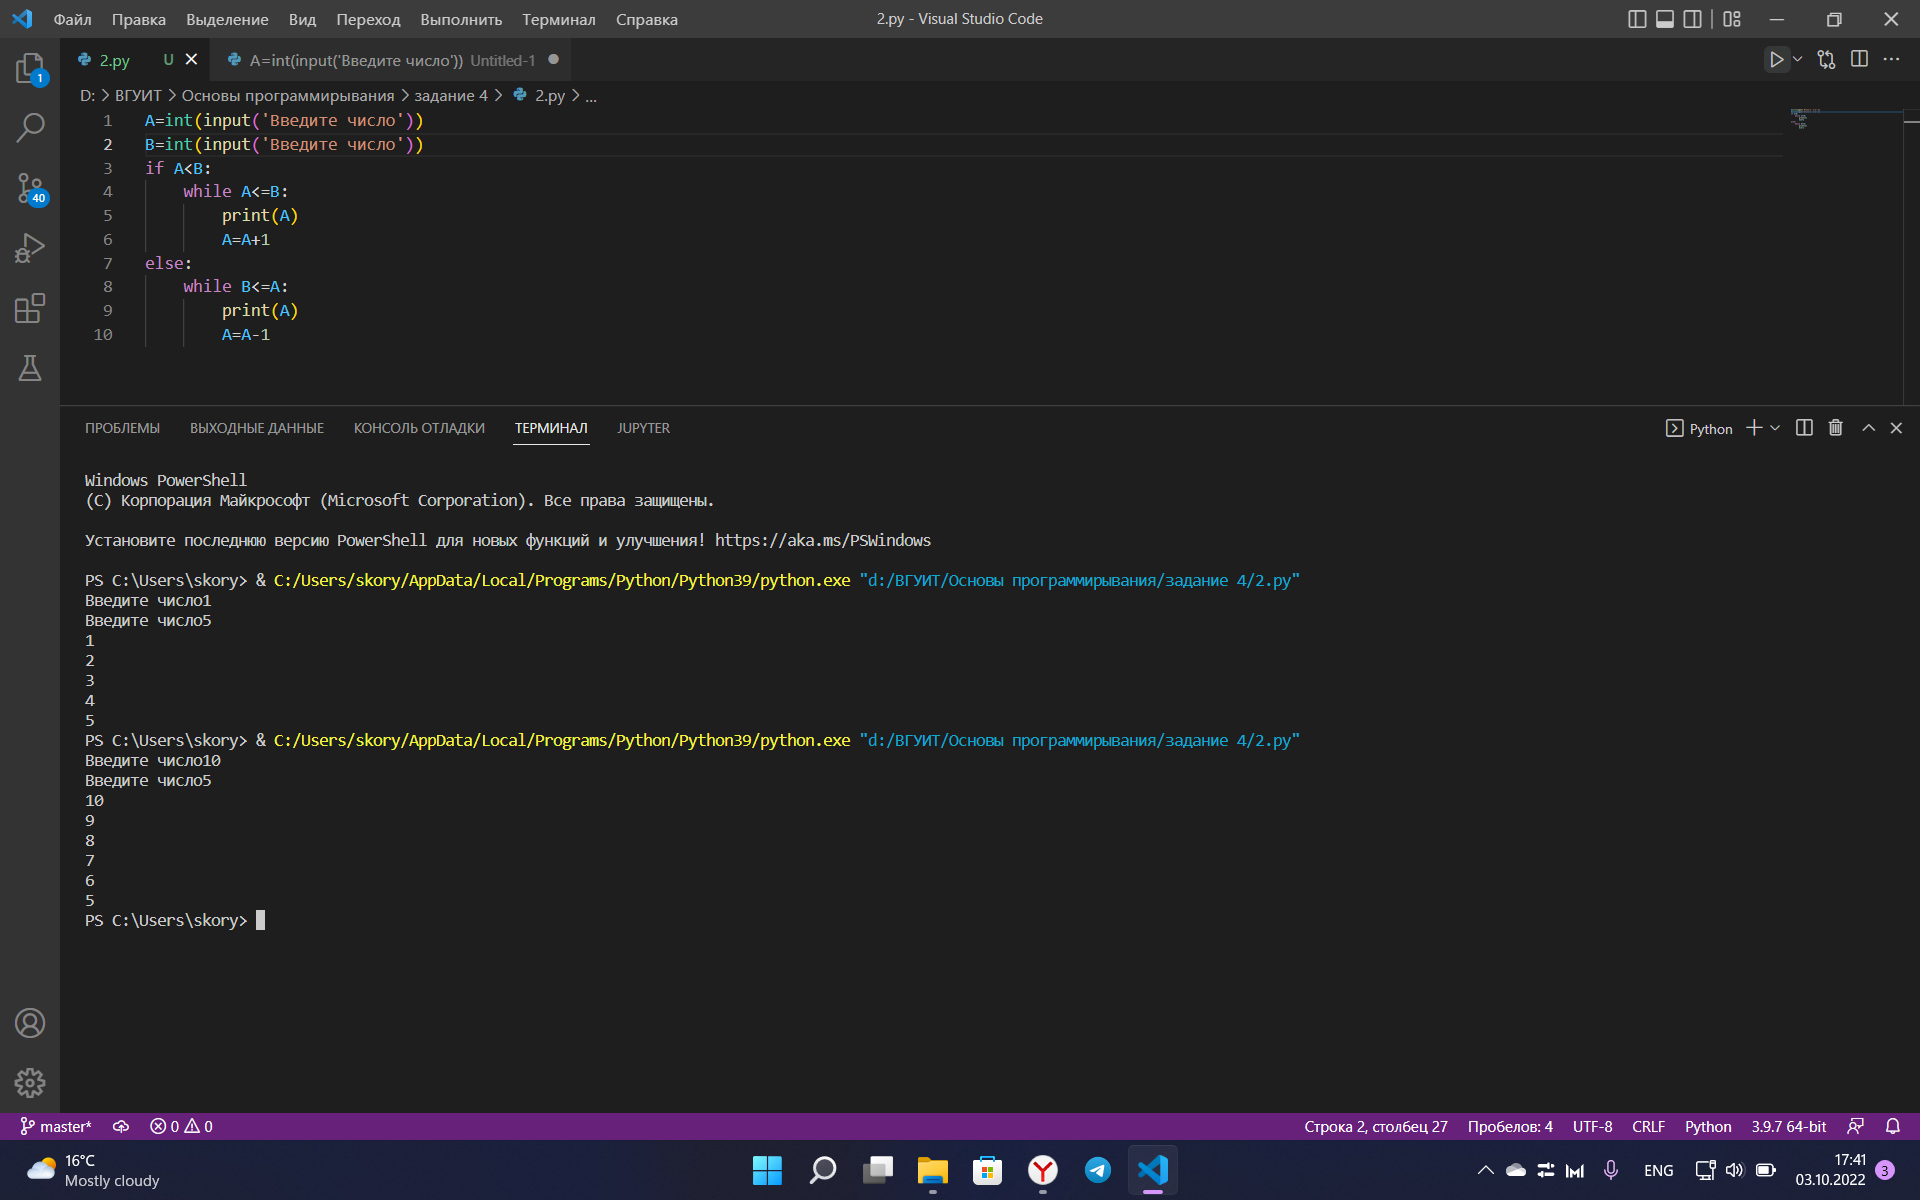 Файл Правка Выделение Вид Переход Выполнить Терминал Справка
2.py - Visual Studio Code
2.py U
A=int(input('Введите число')) Untitled-1
1
D: > ВГУИТ > Основы программирывания > задание 4 > 2.py > ...
1 A=int(input('Введите число'))
2 B=int(input('Введите число'))
3 if A<B:
4 while A<=B:
5 print(A)
6 A=A+1
7 else:
8 while B<=A:
9 print(A)
10 A=A-1
40
ПРОБЛЕМЫ ВЫХОДНЫЕ ДАННЫЕ КОНСОЛЬ ОТЛАДКИ ТЕРМИНАЛ JUPYTER
Python
Windows PowerShell
(C) Корпорация Майкрософт (Microsoft Corporation). Все права защищены.
Установите последнюю версию PowerShell для новых функций и улучшения! https://aka.ms/PSWindows
PS C:\Users\skory> & C:/Users/skory/AppData/Local/Programs/Python/Python39/python.exe "d:/ВГУИТ/Основы программирывания/задание 4/2.py"
Введите число1
Введите число5
1
2
3
4
5
PS C:\Users\skory> & C:/Users/skory/AppData/Local/Programs/Python/Python39/python.exe "d:/ВГУИТ/Основы программирывания/задание 4/2.py"
Введите число10
Введите число5
10
9
8
7
6
5
PS C:\Users\skory>
master* 0 0
Строка 2, столбец 27 Пробелов: 4 UTF-8 CRLF Python 3.9.7 64-bit
16°C
Mostly cloudy
ENG
17:41
03.10.2022
3